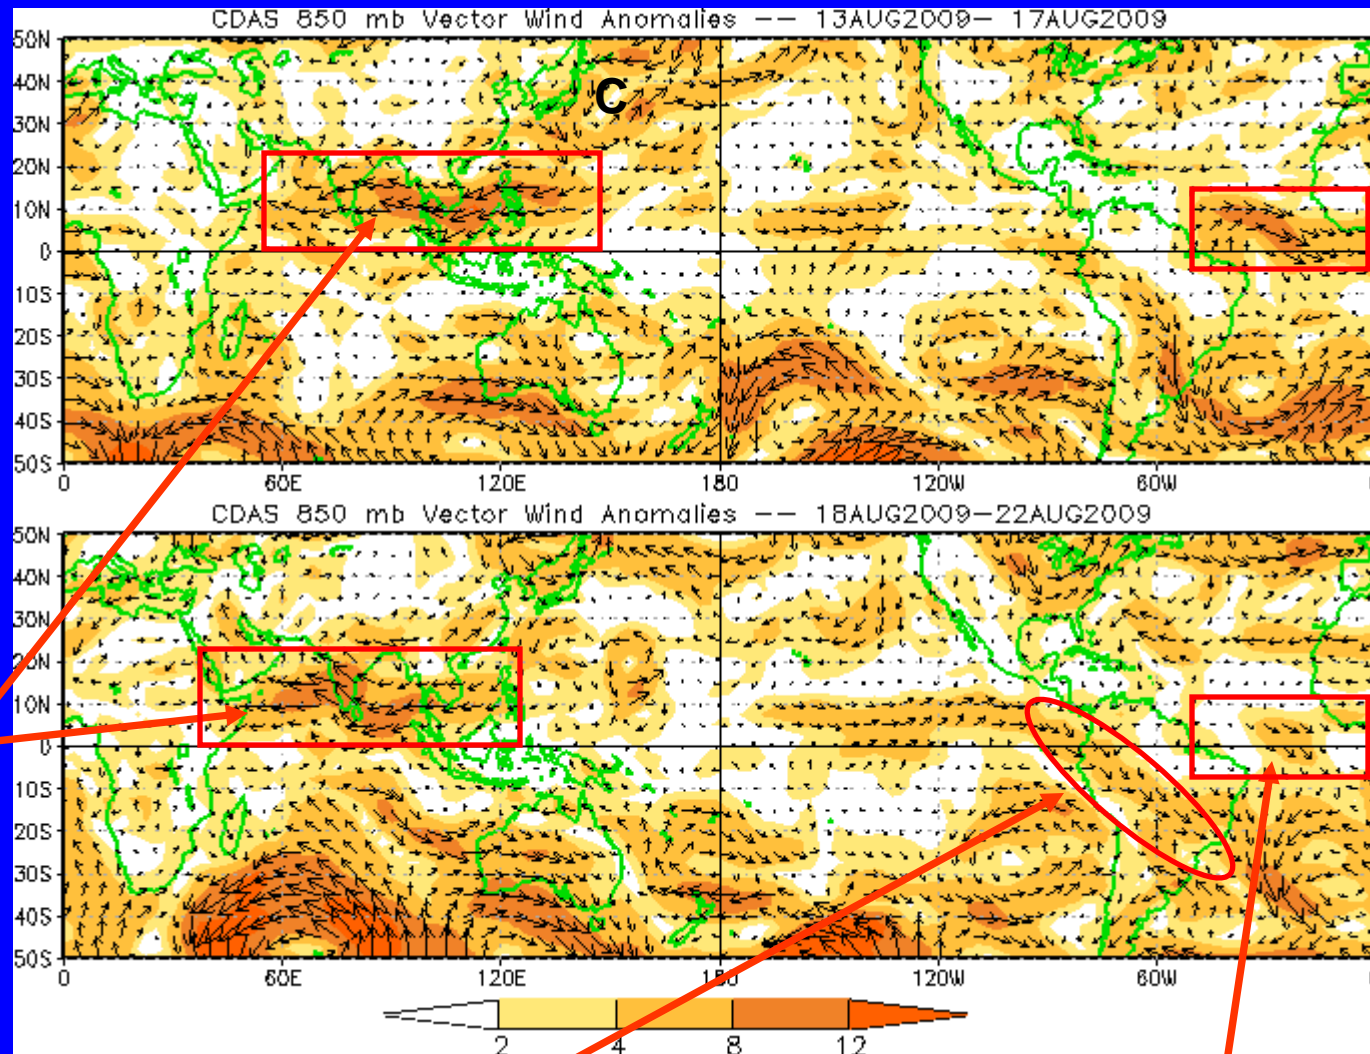 CDAS 850 mb Vector Wind Anomalies -- 13AUG2009- 17AUG2009
50N
40N
C
30N
20N
10N
0
10S
20S
30S
40S
50S
0 60E 120E 180 120W 60W
CDAS 850 mb Vector Wind Anomalies -- 18AUG2009-22AUG2009
50N
40N
30N
20N
10N
0
10S
20S
30S
40S
50S
0 60E 120E 180 120W 60W
2 4 8 12